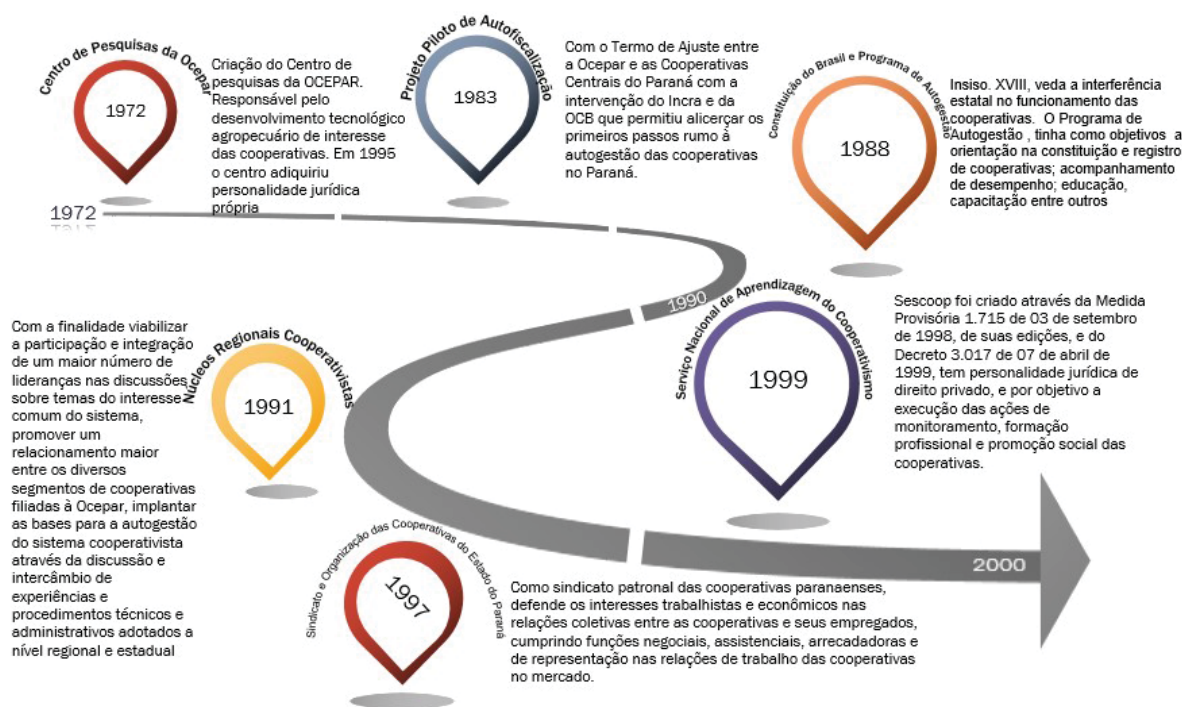 Centro de Pesquisas da Ocepar
1972
Criação do Centro de
pesquisas da OCEPAR.
Responsável pelo
desenvolvimento tecnológico
agropecuário de interesse
das cooperativas. Em 1995
o centro adiquiriu
personalidade jurídica
própria
Projeto Piloto de Autofiscalização
1983
Com o Termo de Ajuste entre
a Ocepar e as Cooperativas
Centrais do Paraná com a
intervenção do Incra e da
OCB que permitiu alicerçar os
primeiros passos rumo à
autogestão das cooperativas
no Paraná.
Constituição do Brasil e Programa de Autogestão
1988
Insiso. XVIII, veda a interferência
estatal no funcionamento das
cooperativas. O Programa de
Autogestão , tinha como objetivos a
orientação na constituição e registro
de cooperativas; acompanhamento
de desempenho; educação,
capacitação entre outros
1972
1990
Com a finalidade viabilizar
a participação e integração
de um maior número de
lideranças nas discussões
sobre temas do interesse
comum do sistema,
promover um
relacionamento maior
entre os diversos
segmentos de cooperativas
filiadas à Ocepar, implantar
as bases para a autogestão
do sistema cooperativista
através da discussão e
intercâmbio de
experiências e
procedimentos técnicos e
administrativos adotados a
nível regional e estadual
Núcleos Regionais Cooperativistas
1991
Serviço Nacional de Aprendizagem do Cooperativismo
1999
Sescoop foi criado através da Medida
Provisória 1.715 de 03 de setembro
de 1998, de suas edições, e do
Decreto 3.017 de 07 de abril de
1999, tem personalidade jurídica de
direito privado, e por objetivo a
execução das ações de
monitoramento, formação
profissional e promoção social das
cooperativas.
Sindicato e Organização das Cooperativas do Estado do Paraná
1997
Como sindicato patronal das cooperativas paranaenses,
defende os interesses trabalhistas e econômicos nas
relações coletivas entre as cooperativas e seus empregados,
cumprindo funções negociais, assistenciais, arrecadadoras e
de representação nas relações de trabalho das cooperativas
no mercado.
2000